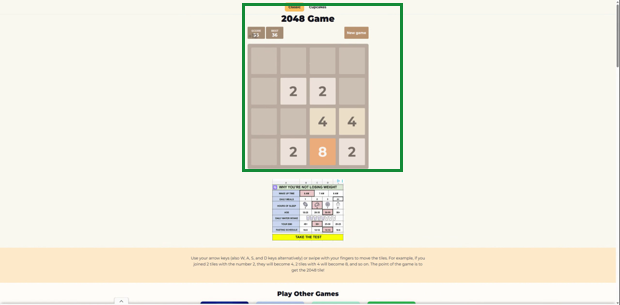 Classic Cupcakes
2048 Game
New game
2 2
4 4
2 8 2
WHY YOU'RE NOT LOSING WEIGHT
TAKE THE TEST
Use your arrow keys (also W, A, S, and D keys alternatively) or swipe with your fingers to move the tiles. For example, if you
joined 2 tiles with the number 2, they will become 4, 2 tiles with 4 will become 8, and so on. The point of the game is to
get the 2048 tile!
Play Other Games